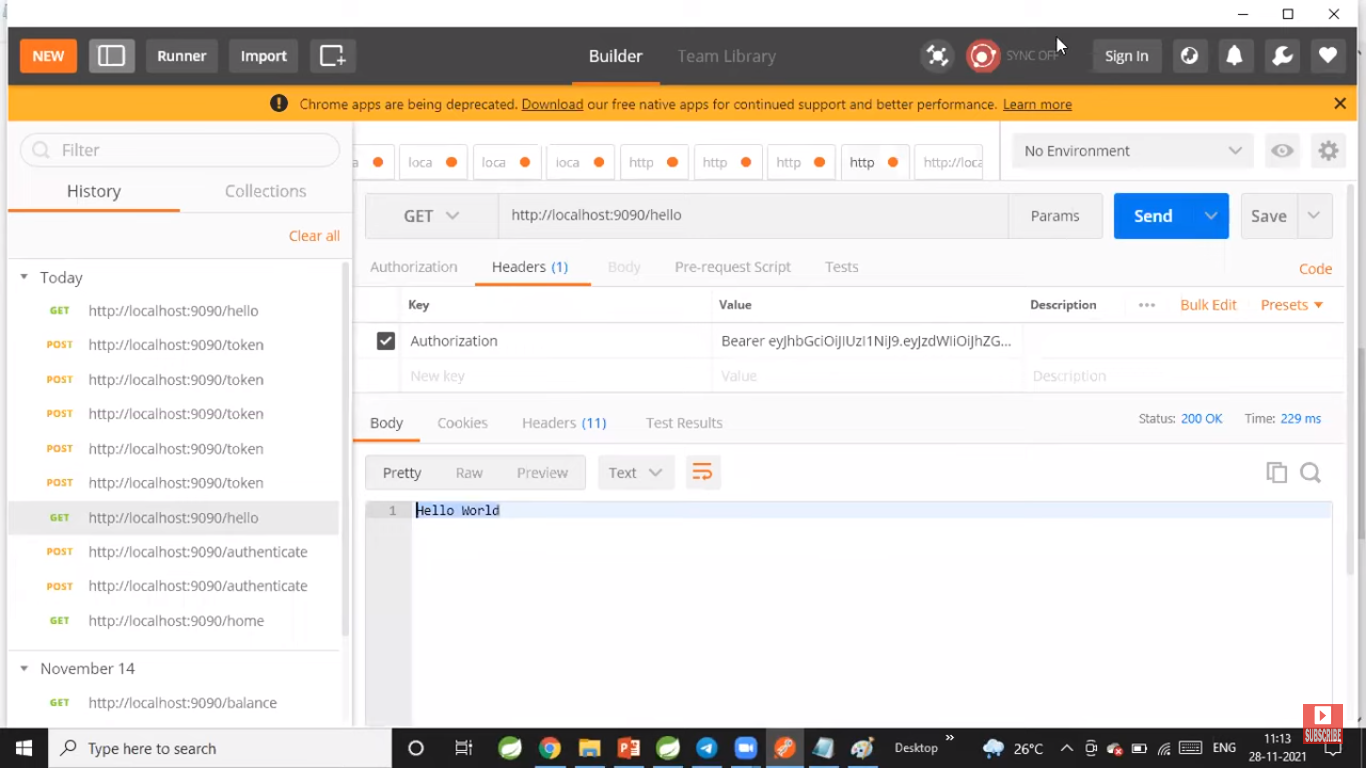 NEW Runner Import Builder Team Library SYNC OFF Sign In
Chrome apps are being deprecated. Download our free native apps for continued support and better performance. Learn more
Filter
a loca loca loca http http http http http://loca
No Environment
History Collections
GET http://localhost:9090/hello Params Send Save
Clear all
Authorization Headers (1) Body Pre-request Script Tests Code
Today
Key Value Description Bulk Edit Presets
GET http://localhost:9090/hello
Authorization Bearer eyJhbGciOiJIUzI1NiJ9.eyJzdWIiOiJhZG...
POST http://localhost:9090/token
New key Value Description
POST http://localhost:9090/token
POST http://localhost:9090/token
Body Cookies Headers (11) Test Results Status: 200 OK Time: 229 ms
POST http://localhost:9090/token
Pretty Raw Preview Text
POST http://localhost:9090/token
1 Hello World
GET http://localhost:9090/hello
POST http://localhost:9090/authenticate
POST http://localhost:9090/authenticate
GET http://localhost:9090/home
November 14
GET http://localhost:9090/balance
SUBSCRIBE
Type here to search Desktop 26°C ENG 11:13
28-11-2021